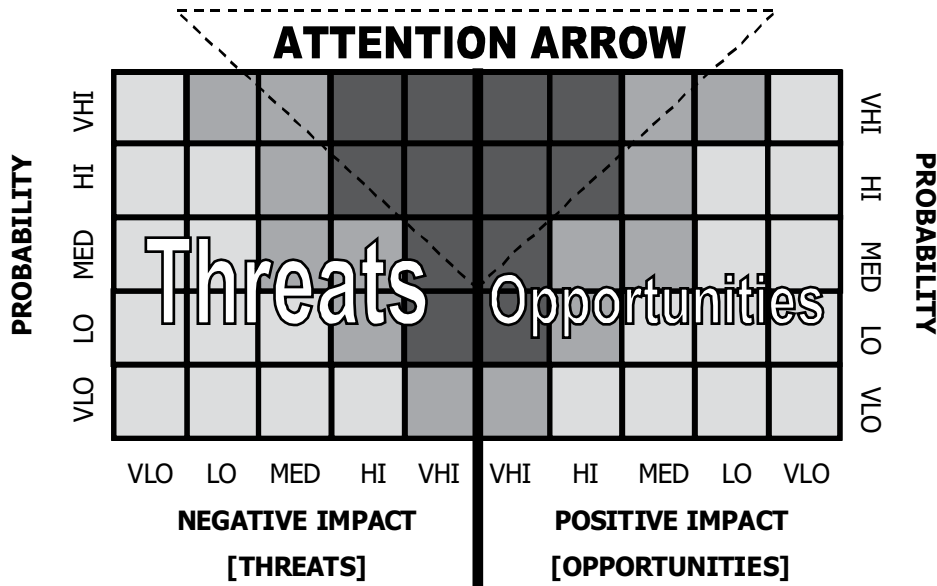 ATTENTION ARROW
PROBABILITY
VHI
HI
MED
LO
VLO
Threats
Opportunities
VHI
HI
MED
LO
VLO
PROBABILITY
VLO LO MED HI VHI VHI HI MED LO VLO
NEGATIVE IMPACT
[THREATS]
POSITIVE IMPACT
[OPPORTUNITIES]